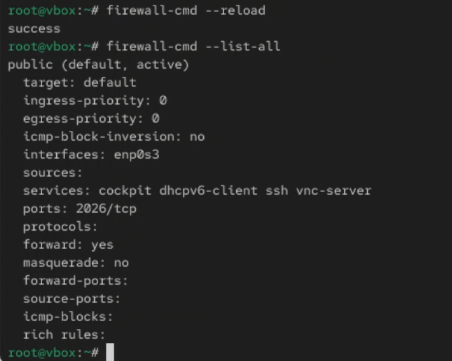 root@vbox:~# firewall-cmd --reload
success
root@vbox:~# firewall-cmd --list-all
public (default, active)
  target: default
  ingress-priority: 0
  egress-priority: 0
  icmp-block-inversion: no
  interfaces: enp0s3
  sources:
  services: cockpit dhcpv6-client ssh vnc-server
  ports: 2026/tcp
  protocols:
  forward: yes
  masquerade: no
  forward-ports:
  source-ports:
  icmp-blocks:
  rich rules:
root@vbox:~#